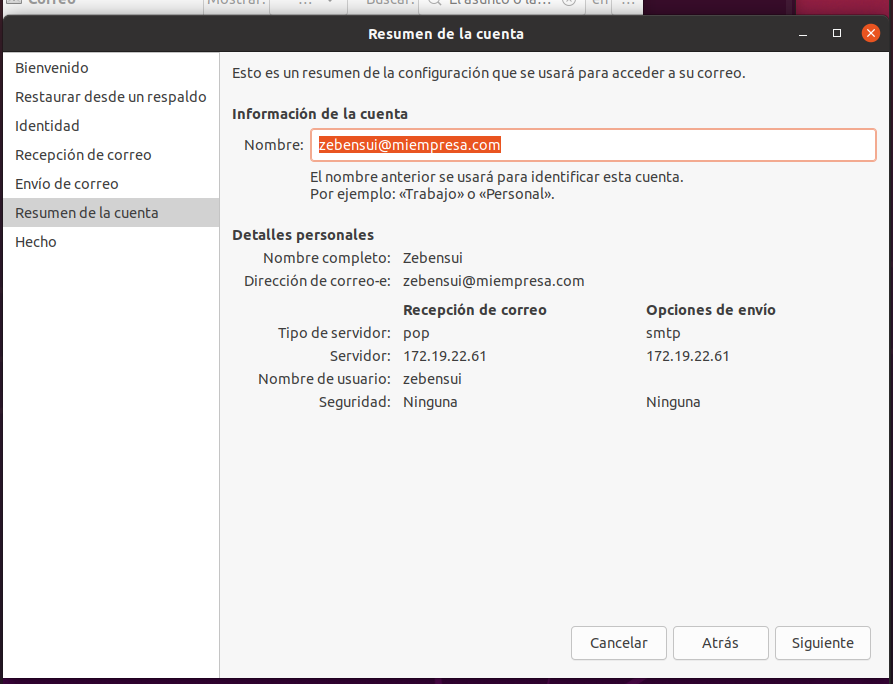 Correo Mostrar: ... Buscar: El asunto o la... en ...
Resumen de la cuenta
Bienvenido
Restaurar desde un respaldo
Identidad
Recepción de correo
Envío de correo
Resumen de la cuenta
Hecho
Esto es un resumen de la configuración que se usará para acceder a su correo.
Información de la cuenta
Nombre: zebensui@miempresa.com
El nombre anterior se usará para identificar esta cuenta.
Por ejemplo: «Trabajo» o «Personal».
Detalles personales
Nombre completo: Zebensui
Dirección de correo-e: zebensui@miempresa.com
Recepción de correo Opciones de envío
Tipo de servidor: pop smtp
Servidor: 172.19.22.61 172.19.22.61
Nombre de usuario: zebensui
Seguridad: Ninguna Ninguna
Cancelar Atrás Siguiente